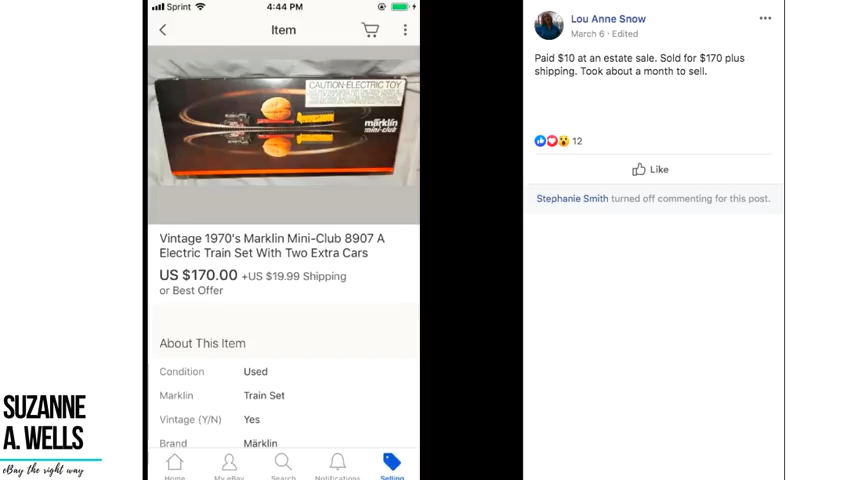 Sprint
4:44 PM
Item
CAUTION-ELECTRIC TOY
märklin
mini-club
Vintage 1970's Marklin Mini-Club 8907 A
Electric Train Set With Two Extra Cars
US $170.00 +US $19.99 Shipping
or Best Offer
About This Item
Condition Used
Marklin Train Set
Vintage (Y/N) Yes
Brand Märklin
Home My eBay Search Notifications Selling
Lou Anne Snow
March 6 · Edited
Paid $10 at an estate sale. Sold for $170 plus
shipping. Took about a month to sell.
12
Like
Stephanie Smith turned off commenting for this post.
SUZANNE
A. WELLS
eBay the right way